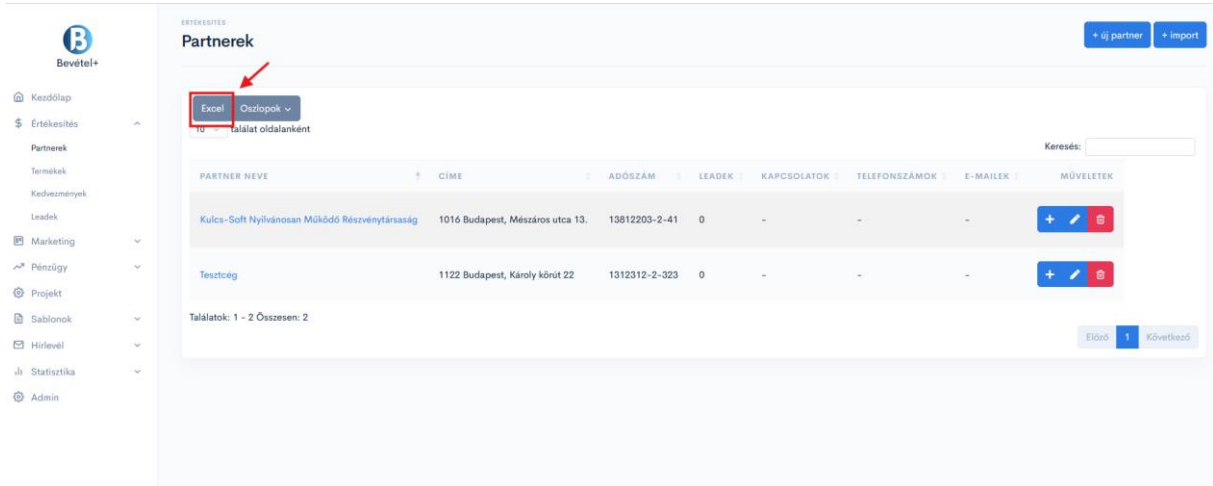 Bevétel+
Kezdőlap
Értékesítés
Partnerek
Termékek
Kedvezmények
Leadek
Marketing
Pénzügy
Projekt
Sablonok
Hírlevél
Statisztika
Admin
ÉRTÉKESÍTÉS
Partnerek
+ új partner + import
Excel Oszlopok
10 találat oldalanként
Keresés:
PARTNER NEVE CÍME ADÓSZÁM LEADEK KAPCSOLATOK TELEFONSZÁMOK E-MAILEK MŰVELETEK
Kulcs-Soft Nyilvánosan Működő Részvénytársaság 1016 Budapest, Mészáros utca 13. 13812203-2-41 0 - - -
Tesztcég 1122 Budapest, Károly körút 22 1312312-2-323 0 - - -
Találatok: 1 - 2 Összesen: 2
Előző 1 Következő